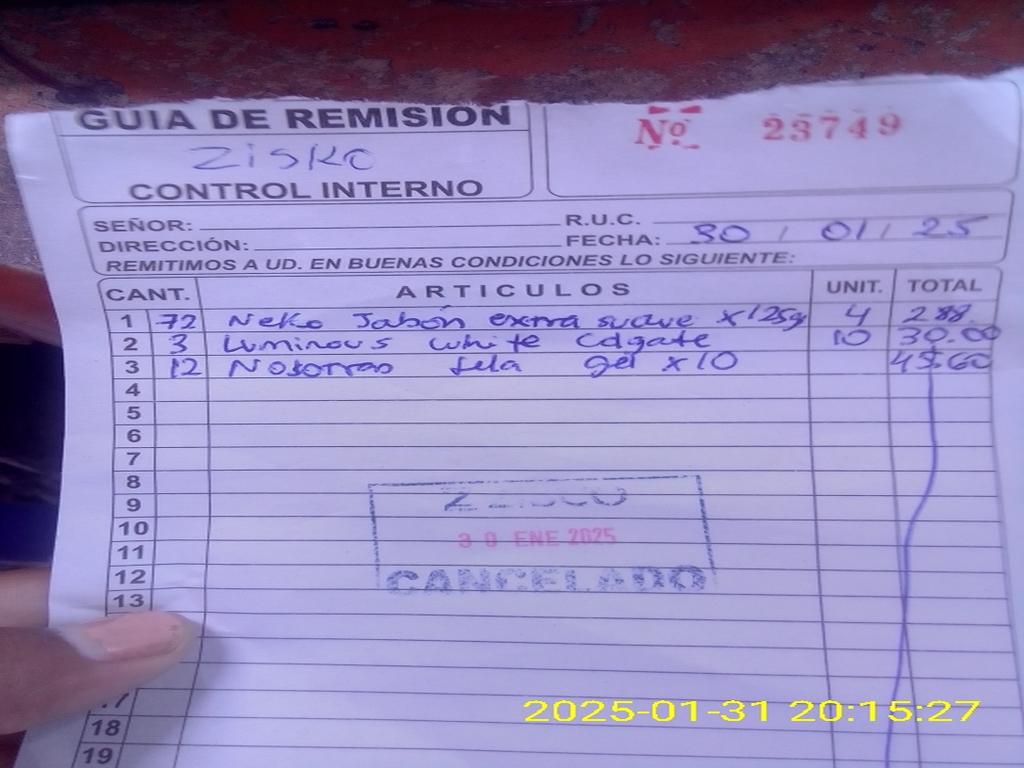 GUIA DE REMISIÓN
Zisko
CONTROL INTERNO
Nº 23749
SEÑOR:
R.U.C.
DIRECCIÓN:
FECHA: 30 / 01 / 25
REMITIMOS A UD. EN BUENAS CONDICIONES LO SIGUIENTE:
CANT. ARTICULOS UNIT. TOTAL
1 72 Neko Jabón extra suave x125g 4 288
2 3 Luminous white Colgate 10 30.00
3 12 Nosotras tela gel x10 45.60
4
5
6
7
8
9
10
11
12
13
30 ENE 2025
CANCELADO
17
18
19
2025-01-31 20:15:27